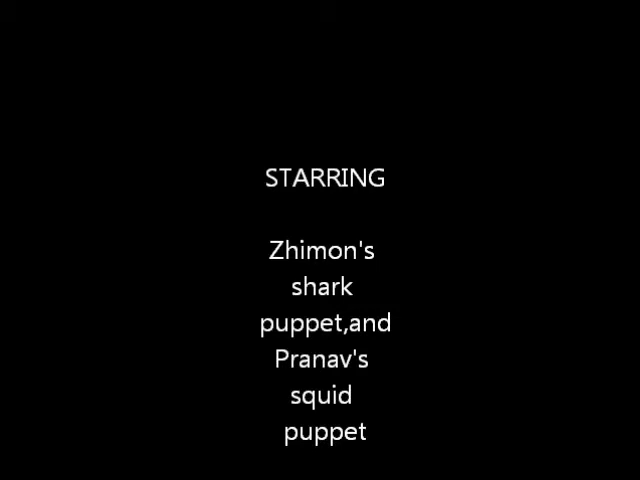 STARRING
Zhimon's
shark
puppet,and
Pranav's
squid
puppet